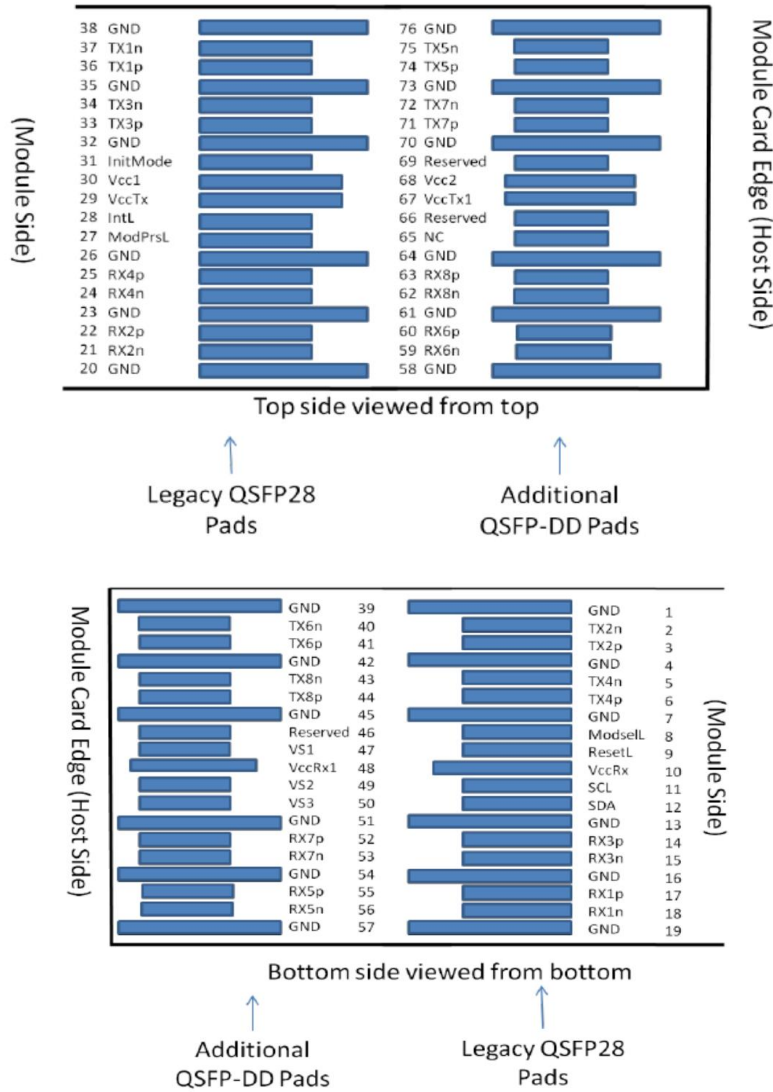 (Module Side)
38 GND
37 TX1n
36 TX1p
35 GND
34 TX3n
33 TX3p
32 GND
31 InitMode
30 Vcc1
29 VccTx
28 IntL
27 ModPrsL
26 GND
25 RX4p
24 RX4n
23 GND
22 RX2p
21 RX2n
20 GND
76 GND
75 TX5n
74 TX5p
73 GND
72 TX7n
71 TX7p
70 GND
69 Reserved
68 Vcc2
67 VccTx1
66 Reserved
65 NC
64 GND
63 RX8p
62 RX8n
61 GND
60 RX6p
59 RX6n
58 GND
Module Card Edge (Host Side)
Top side viewed from top
Legacy QSFP28
Pads
Additional
QSFP-DD Pads
Module Card Edge (Host Side)
GND 39
TX6n 40
TX6p 41
GND 42
TX8n 43
TX8p 44
GND 45
Reserved 46
VS1 47
VccRx1 48
VS2 49
VS3 50
GND 51
RX7p 52
RX7n 53
GND 54
RX5p 55
RX5n 56
GND 57
GND 1
TX2n 2
TX2p 3
GND 4
TX4n 5
TX4p 6
GND 7
ModselL 8
ResetL 9
VccRx 10
SCL 11
SDA 12
GND 13
RX3p 14
RX3n 15
GND 16
RX1p 17
RX1n 18
GND 19
(Module Side)
Bottom side viewed from bottom
Additional
QSFP-DD Pads
Legacy QSFP28
Pads